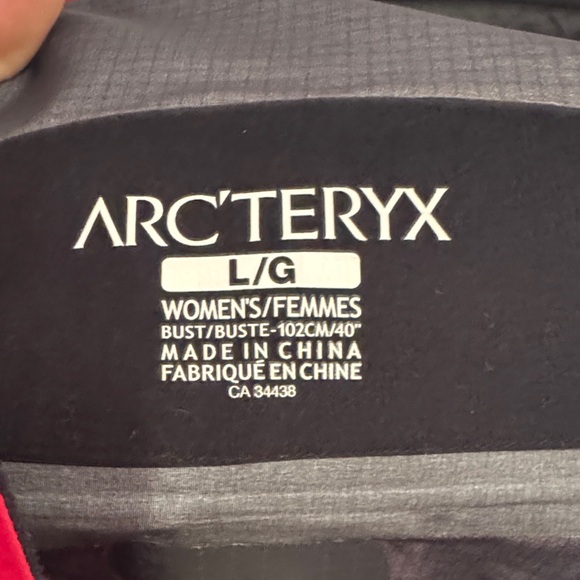 ARC'TERYX
L/G
WOMEN'S/FEMMES
BUST/BUSTE-102CM/40"
MADE IN CHINA
FABRIQUÉ EN CHINE
CA 34438